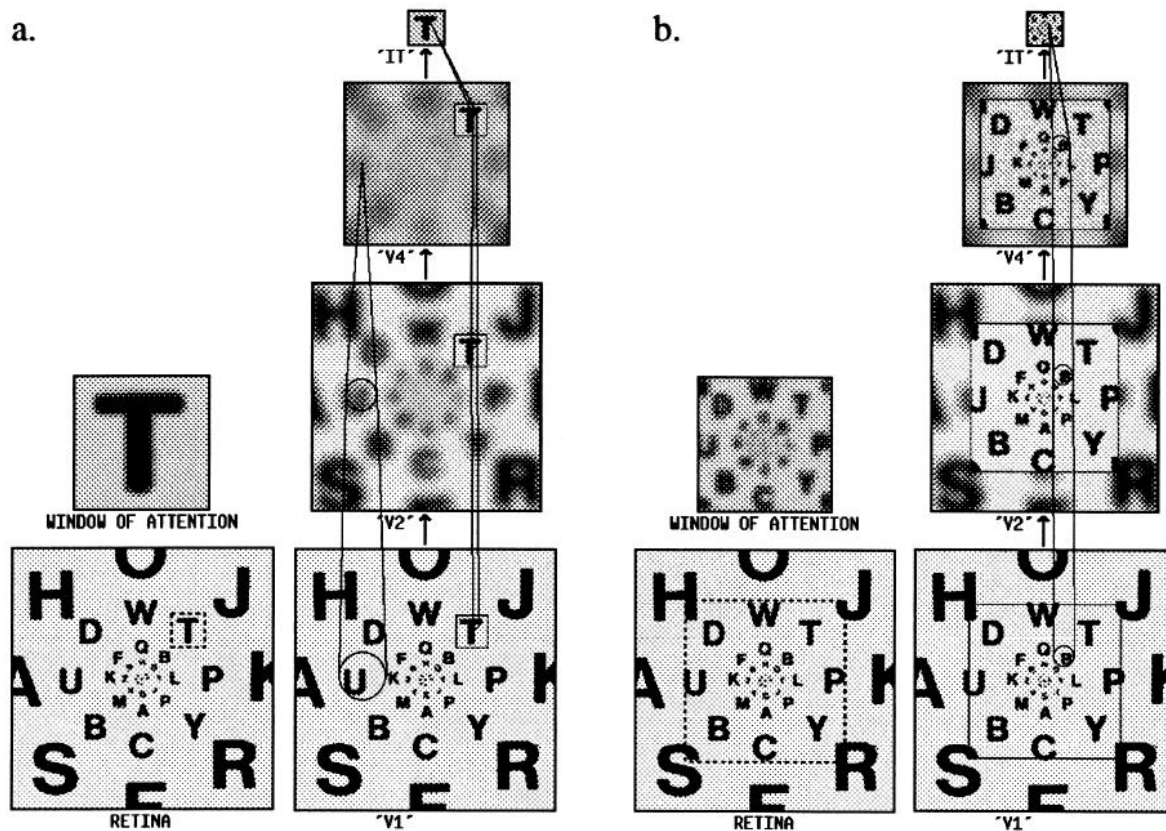 a.
T
'IT'
T
'V4'
H J
T
S R
'V2'
T
WINDOW OF ATTENTION
O
H J
W
D T
Q
F B
A U K L P K
M P
A
B Y
C
S R
E
RETINA
O
H J
W
D T
Q
F B
A U K L P K
M P
A
B Y
C
S R
E
'V1'
b.
'IT'
W
D T
Q
F B
J K P
M P
A
B Y
C
'V4'
H J
W
D T
Q
F B
U K L P
M P
A
B Y
C
S R
'V2'
D W T
J P
B C Y
WINDOW OF ATTENTION
O
H J
W
D T
Q
F B
A U K L P K
M P
A
B Y
C
S R
E
RETINA
O
H J
W
D T
Q
F B
A U K L P K
M P
A
B Y
C
S R
E
'V1'